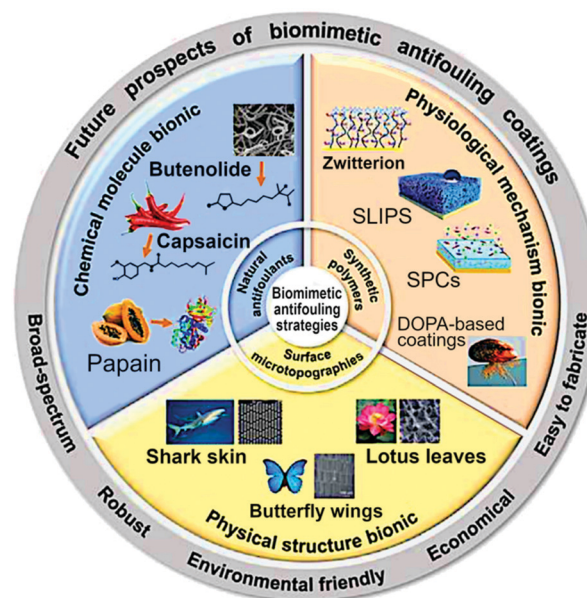 Future prospects of biomimetic antifouling coatings
Chemical molecule bionic
Butenolide
Capsaicin
Papain
Physiological mechanism bionic
Zwitterion
SLIPS
SPCs
DOPA-based
coatings
Natural
antifoulants
Synthetic
polymers
Biomimetic
antifouling
strategies
Surface
microtopographies
Shark skin
Lotus leaves
Butterfly wings
Physical structure bionic
Broad-spectrum
Robust
Environmental friendly
Economical
Easy to fabricate